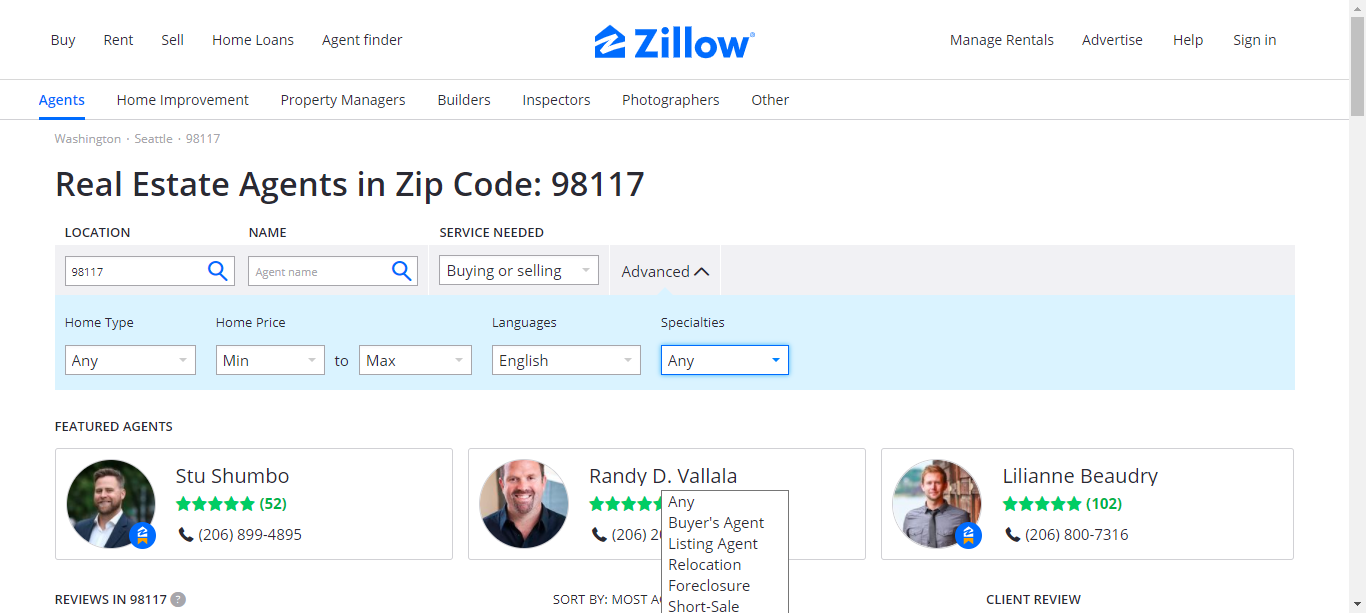 Buy Rent Sell Home Loans Agent finder Zillow® Manage Rentals Advertise Help Sign in
Agents Home Improvement Property Managers Builders Inspectors Photographers Other
Washington · Seattle · 98117
Real Estate Agents in Zip Code: 98117
LOCATION NAME SERVICE NEEDED
98117 Agent name Buying or selling Advanced
Home Type Home Price Languages Specialties
Any Min to Max English Any
FEATURED AGENTS
Stu Shumbo Randy D. Vallala Lilianne Beaudry
(52) (102)
(206) 899-4895 (206) 800-7316
Any
Buyer's Agent
Listing Agent
Relocation
Foreclosure
Short-Sale
REVIEWS IN 98117 ? SORT BY: MOST CLIENT REVIEW